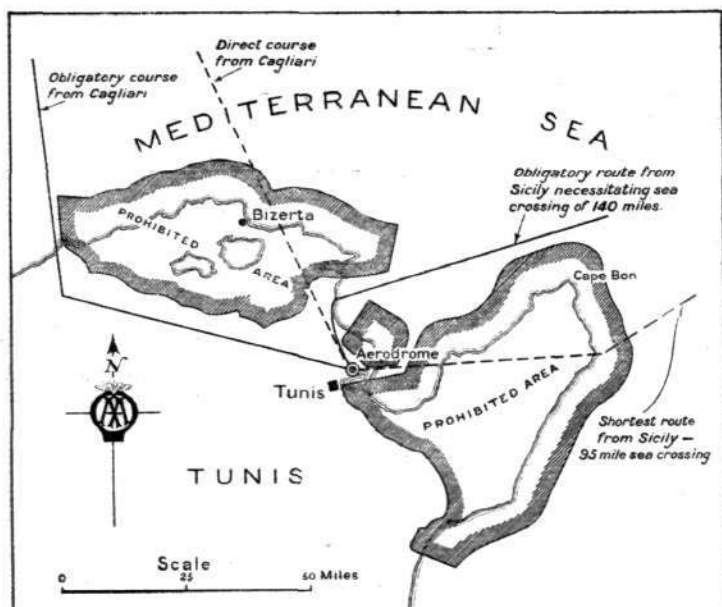 Direct course
from Cagliari
Obligatory course
from Cagliari
MEDITERRANEAN SEA
Obligatory route from
Sicily necessitating sea
crossing of 140 miles.
Bizerta
PROHIBITED
AREA
Cape Bon
Aerodrome
N
Tunis
PROHIBITED AREA
AA
Shortest route
from Sicily —
95 mile sea crossing
TUNIS
Scale
0 25 50 Miles